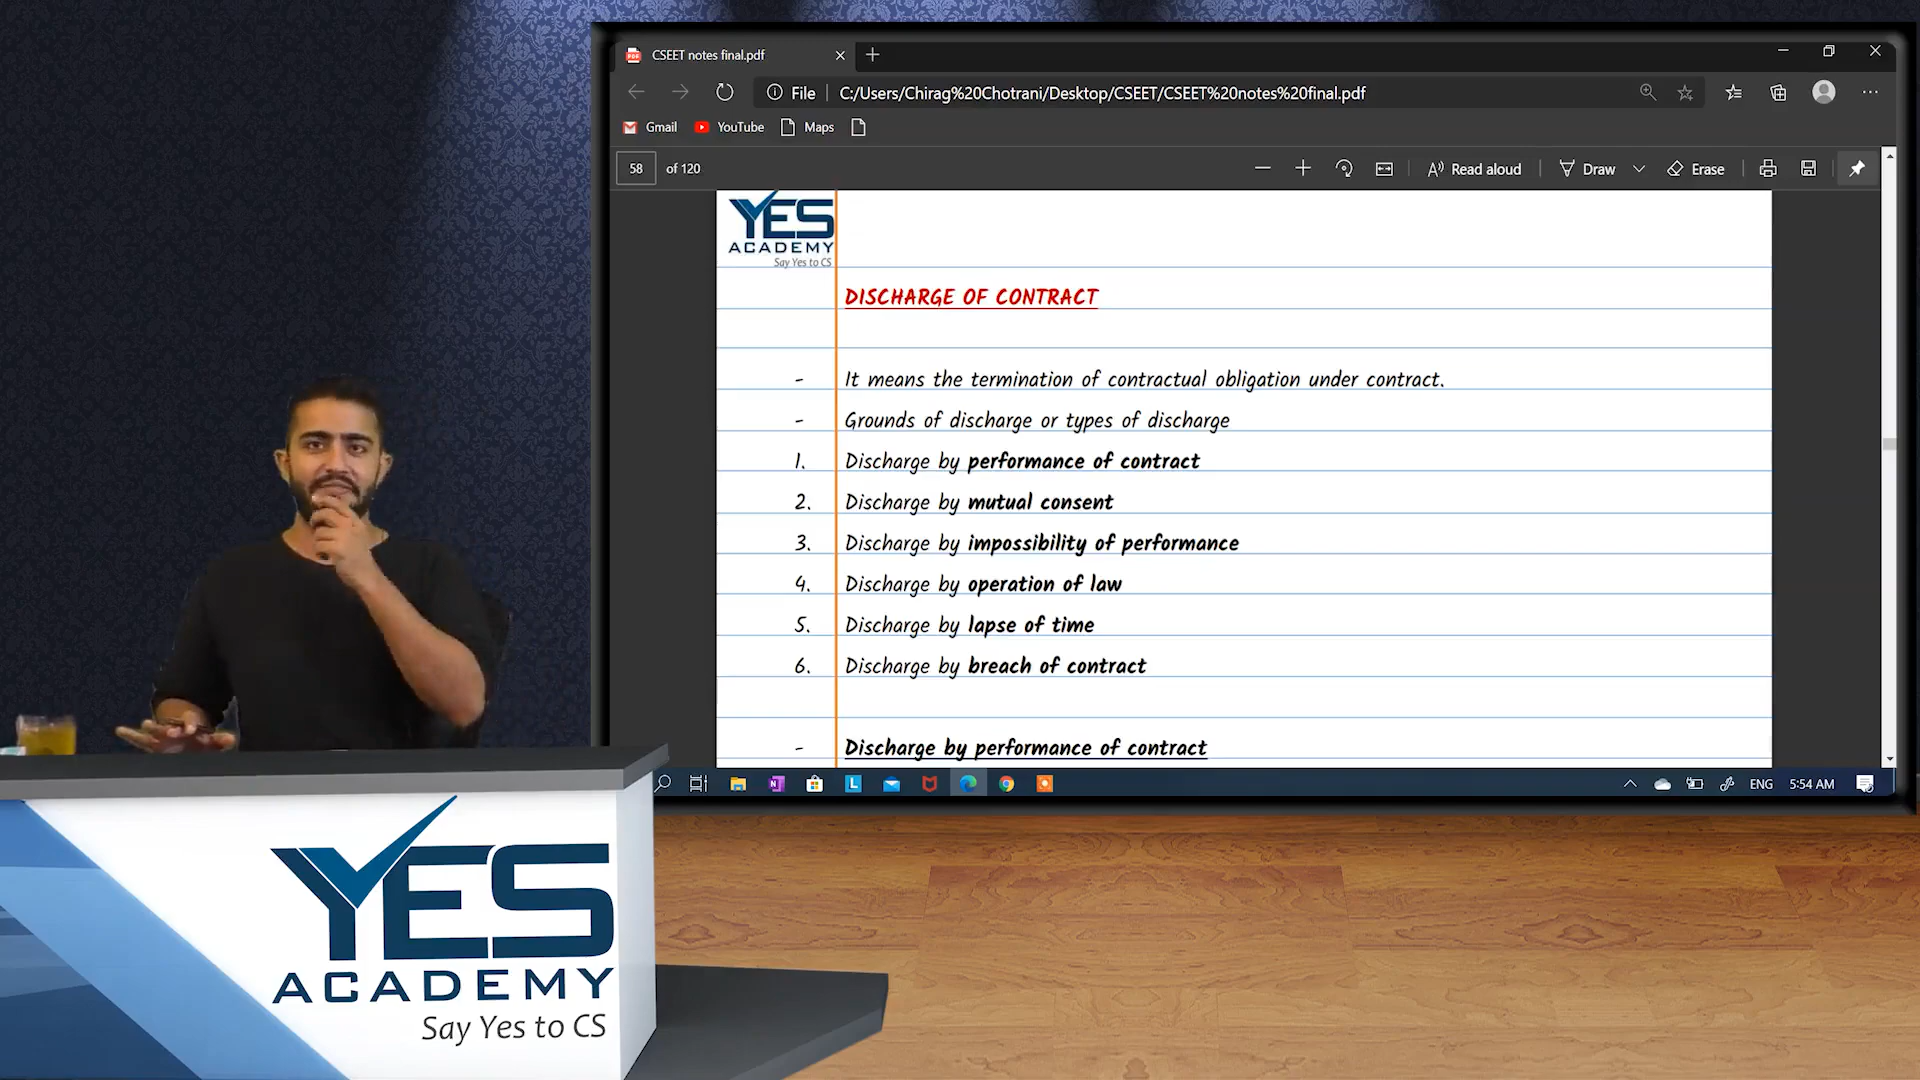 CSEET notes final.pdf
File
C:/Users/Chirag%20Chotrani/Desktop/CSEET/CSEET%20notes%20final.pdf
Gmail
YouTube
Maps
58
of 120
Read aloud
Draw
Erase
YES
ACADEMY
Say Yes to CS
DISCHARGE OF CONTRACT
- It means the termination of contractual obligation under contract.
- Grounds of discharge or types of discharge
1. Discharge by performance of contract
2. Discharge by mutual consent
3. Discharge by impossibility of performance
4. Discharge by operation of law
5. Discharge by lapse of time
6. Discharge by breach of contract
- Discharge by performance of contract
ENG
5:54 AM
YES
ACADEMY
Say Yes to CS